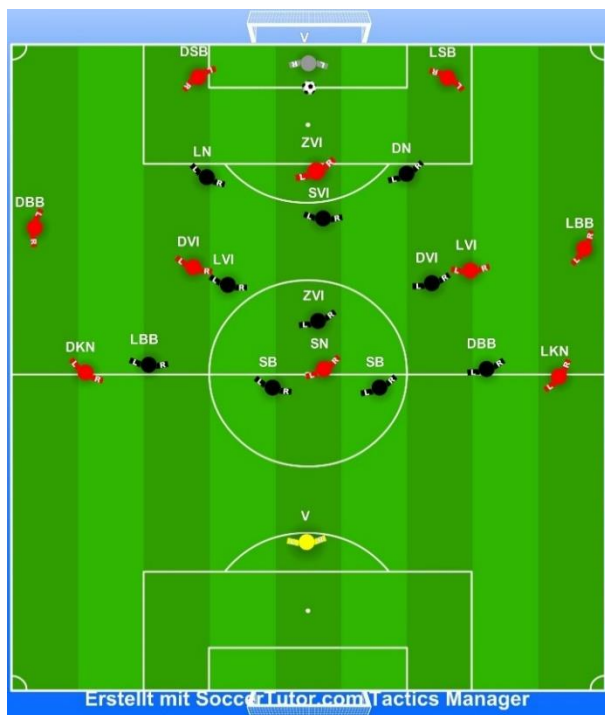 V
DSB LSB
LN ZVI DN
SVI
DBB LBB
DVI LVI DVI LVI
ZVI
DKN LBB SB SN SB DBB LKN
V
Erstellt mit SoccerTutor.com Tactics Manager